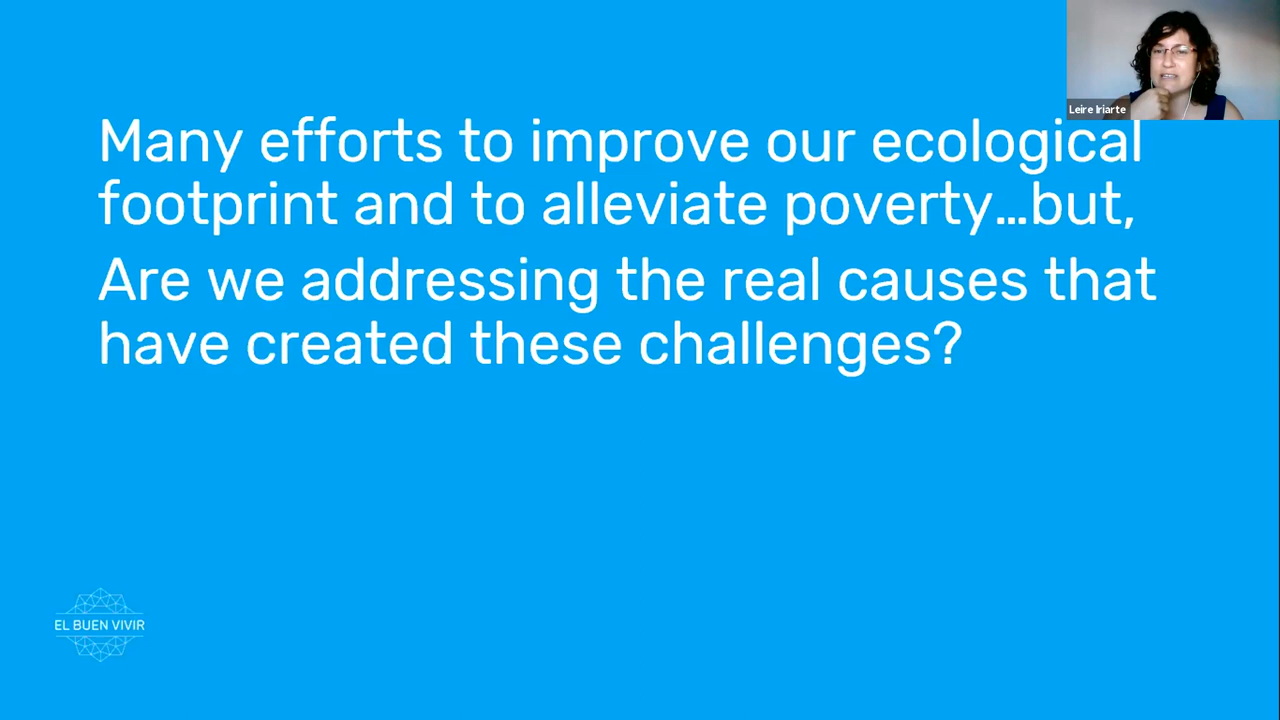 Leire Iriarte
Many efforts to improve our ecological
footprint and to alleviate poverty...but,
Are we addressing the real causes that
have created these challenges?
EL BUEN VIVIR